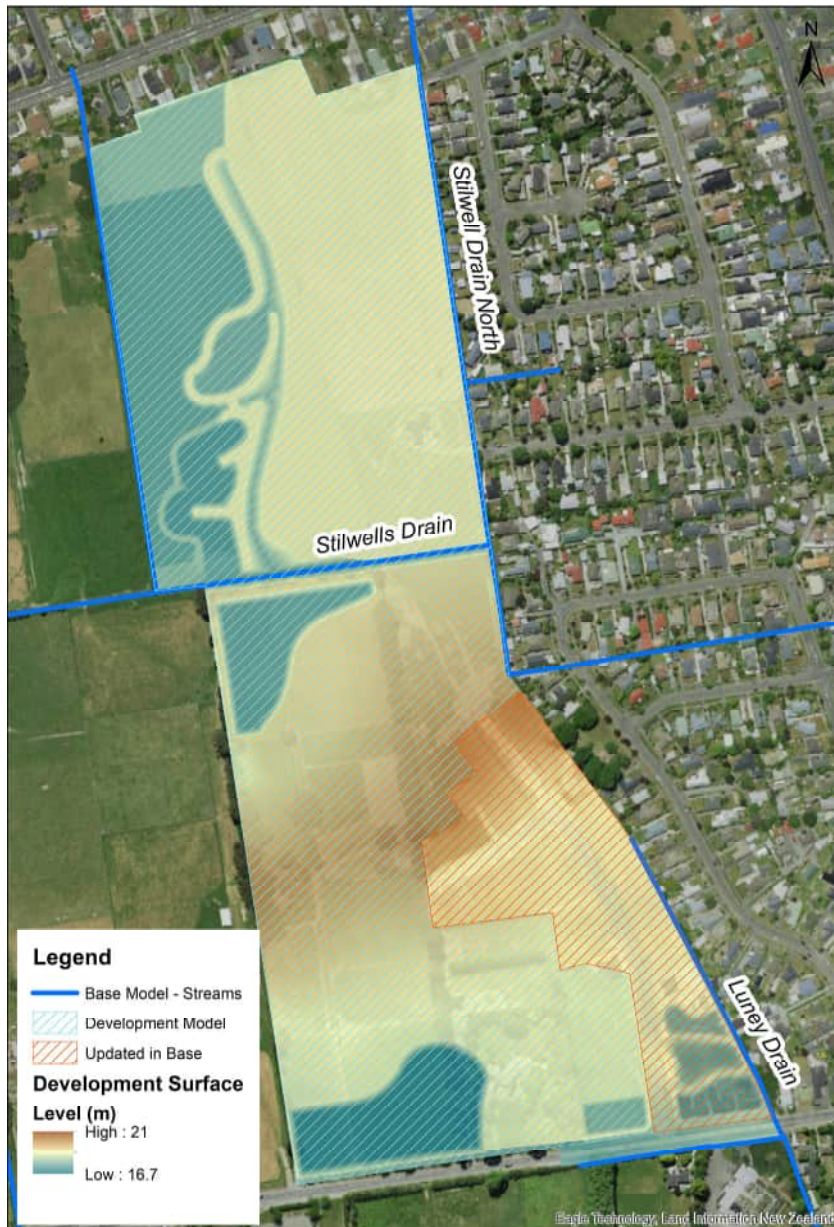 N
Stilwell Drain North
Stilwells Drain
Luney Drain
Legend
Base Model - Streams
Development Model
Updated in Base
Development Surface
Level (m)
High : 21
Low : 16.7
Eagle Technology, Land Information New Zealand